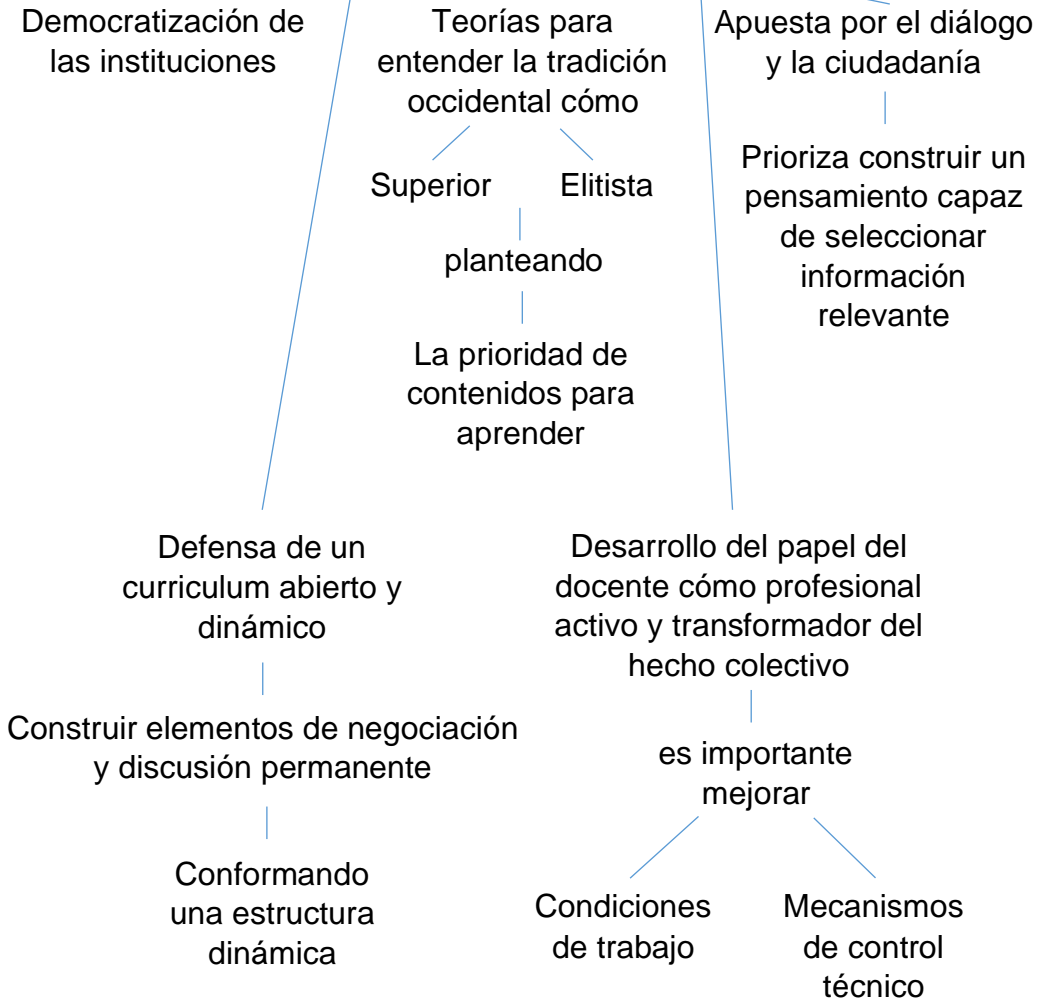 Democratización de
las instituciones
Teorías para
entender la tradición
occidental cómo
Superior
Elitista
planteando
La prioridad de
contenidos para
aprender
Apuesta por el diálogo
y la ciudadanía
Prioriza construir un
pensamiento capaz
de seleccionar
información
relevante
Defensa de un
curriculum abierto y
dinámico
Construir elementos de negociación
y discusión permanente
Conformando
una estructura
dinámica
Desarrollo del papel del
docente cómo profesional
activo y transformador del
hecho colectivo
es importante
mejorar
Condiciones
de trabajo
Mecanismos
de control
técnico